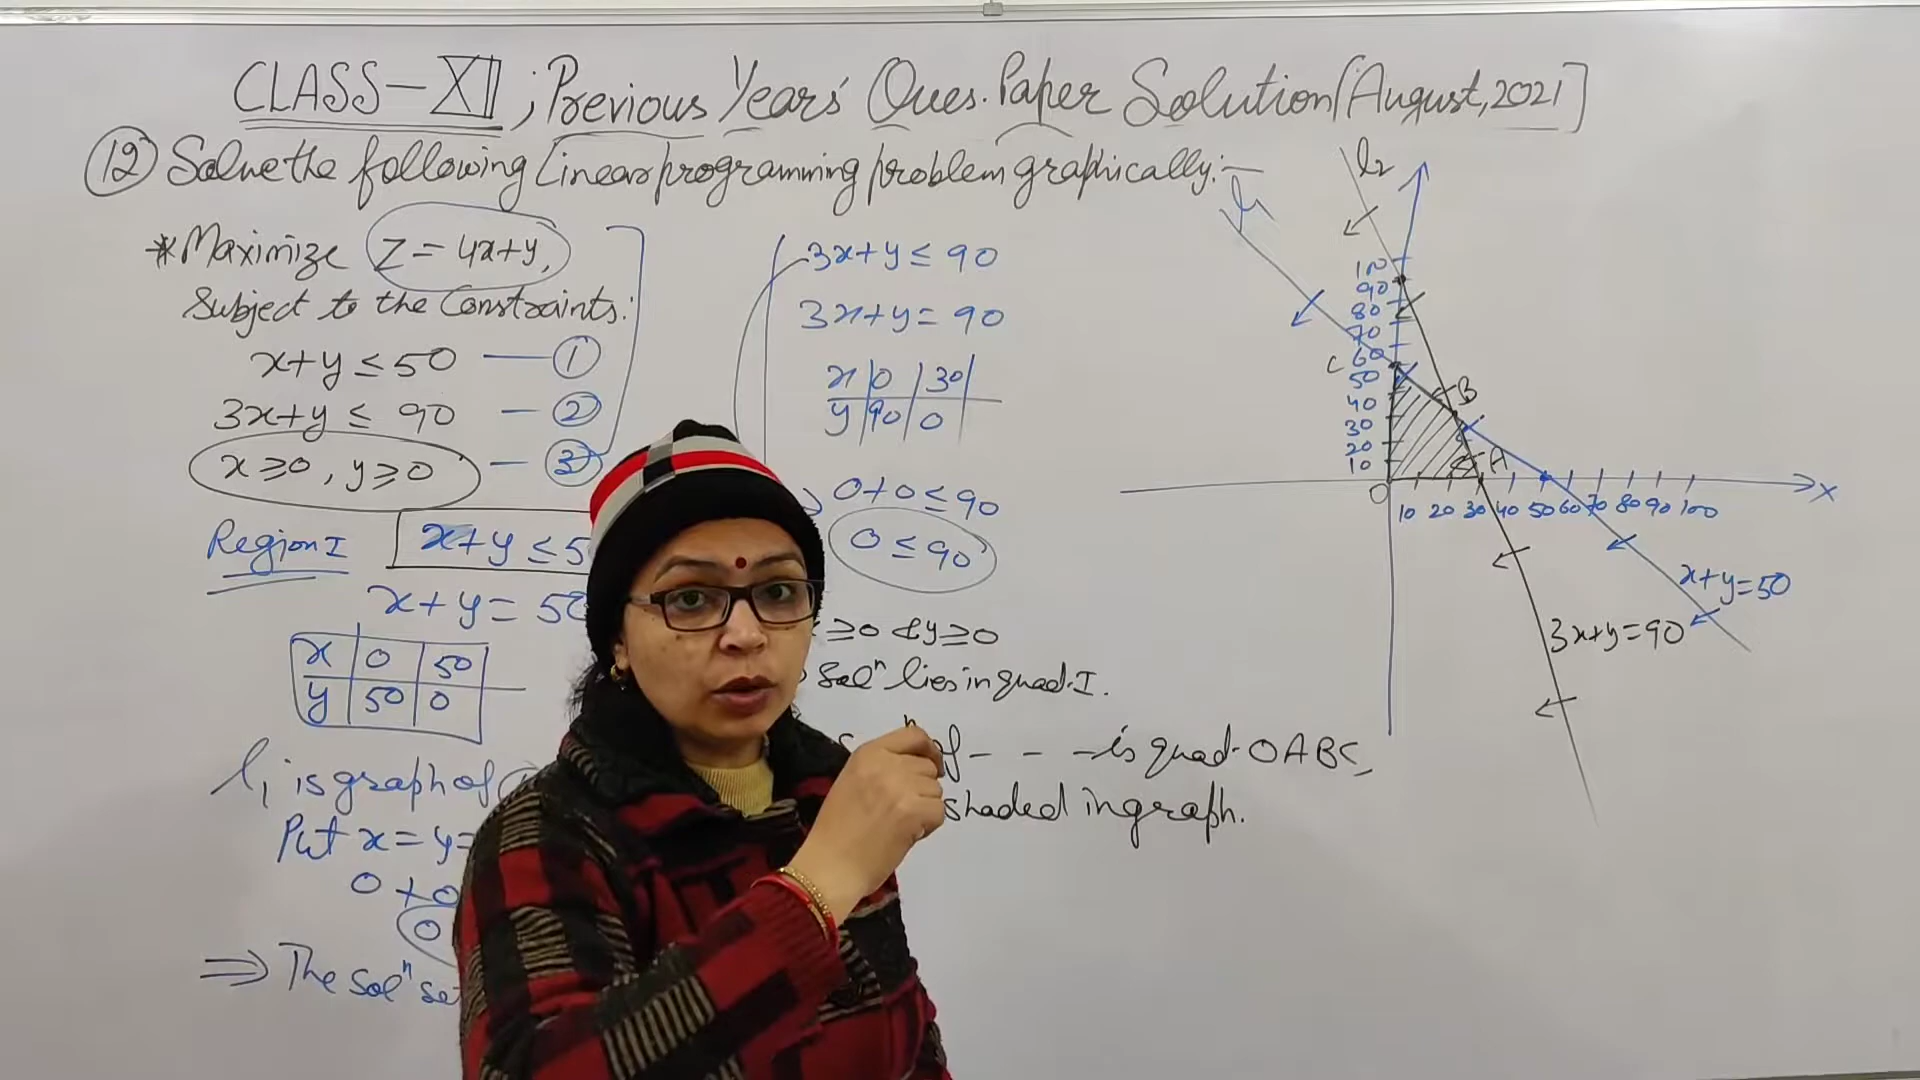 CLASS-XII; Previous Years' Ques. Paper Solution [August, 2021]
12 Solve the following Linear programming problem graphically:-
*Maximize Z = 4x+y,
Subject to the Constraints:
x+y ≤ 50 — 1
3x+y ≤ 90 — 2
x ≥ 0, y ≥ 0 — 3
Region I x+y ≤ 5
x+y = 50
x 0 50
y 50 0
l₁ is graph of
Put x = y =
0+0
0
⇒ The solⁿ se
3x+y ≤ 90
3x+y = 90
x 0 30
y 90 0
0+0 ≤ 90
0 ≤ 90
≥0 & y ≥0
Solⁿ lies in quad. I.
of - - - is quad. OABC,
shaded in graph.
l₁
l₂
100
90
80
70
C 60
50
40 B
30
20
10 A
O 10 20 30 40 50 60 70 80 90 100 x
x+y=50
3x+y=90